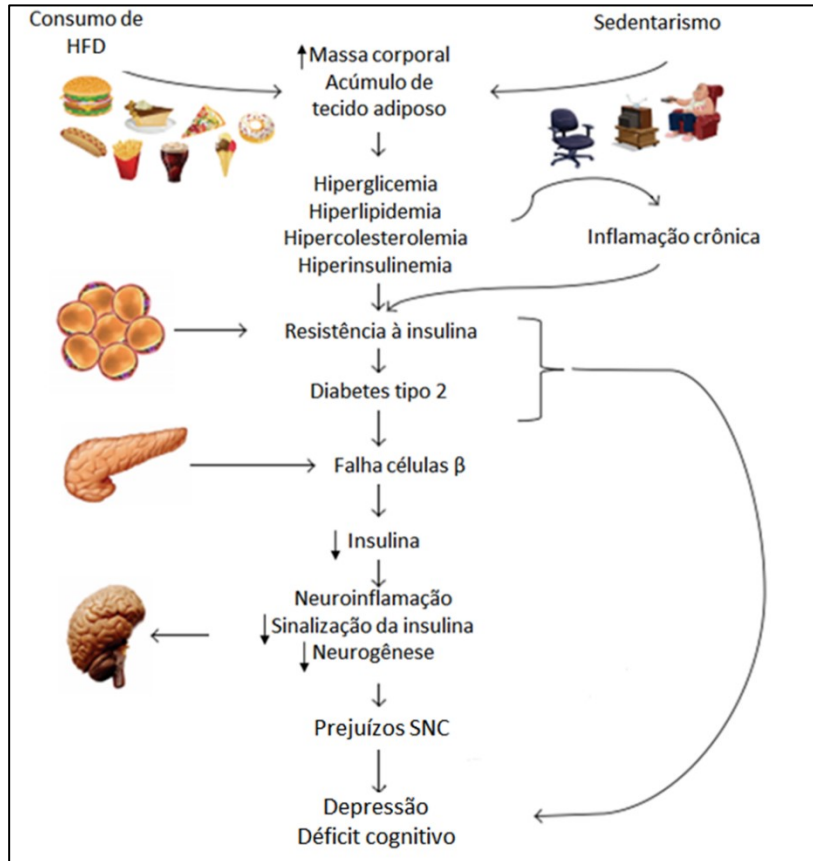 Consumo de
HFD
Sedentarismo
Massa corporal
Acúmulo de
tecido adiposo
Hiperglicemia
Hiperlipidemia
Hipercolesterolemia
Hiperinsulinemia
Inflamação crônica
Resistência à insulina
Diabetes tipo 2
Falha células β
Insulina
Neuroinflamação
Sinalização da insulina
Neurogênese
Prejuízos SNC
Depressão
Déficit cognitivo